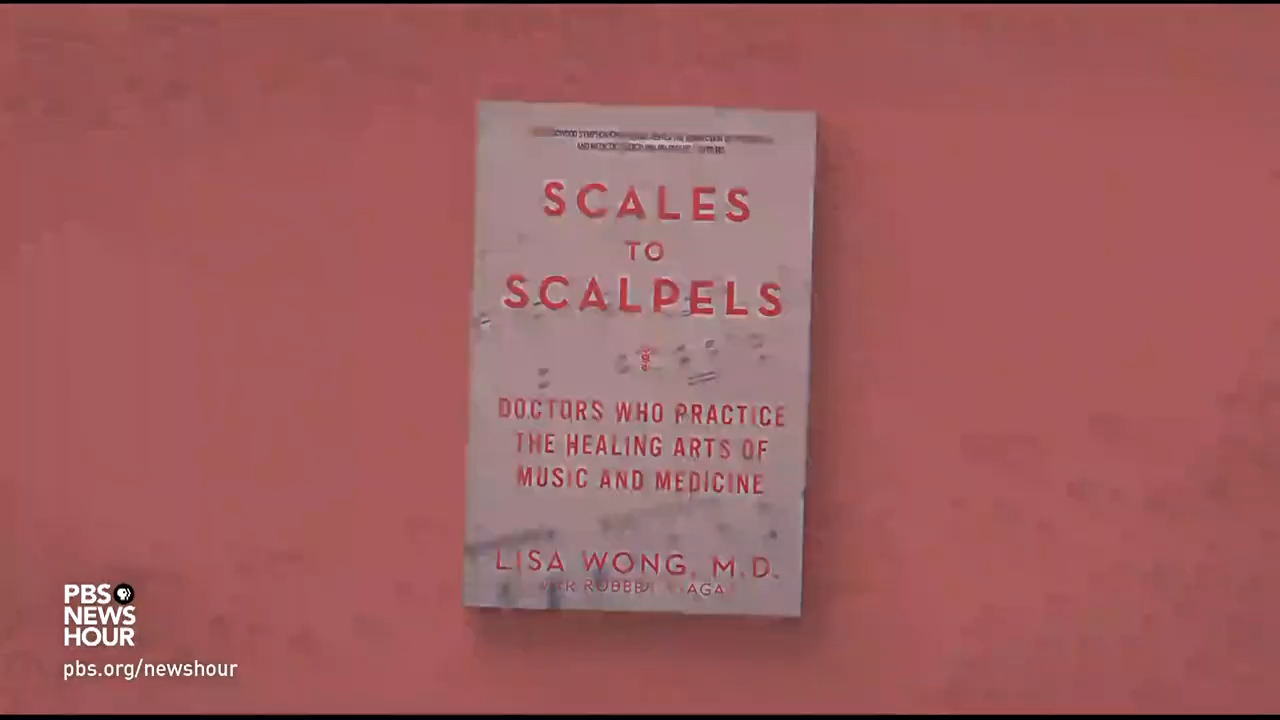 SCALES
TO
SCALPELS
DOCTORS WHO PRACTICE
THE HEALING ARTS OF
MUSIC AND MEDICINE
LISA WONG, M.D.
PBS
NEWS
HOUR
pbs.org/newshour